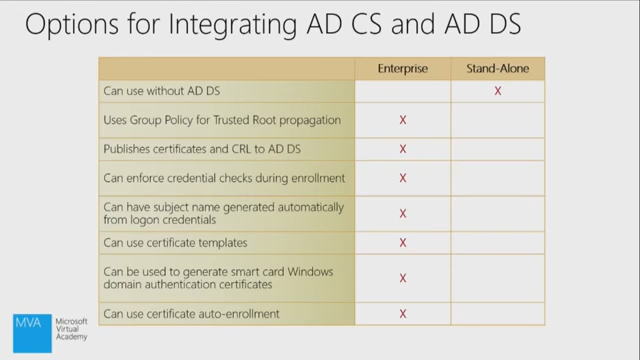 Options for Integrating AD CS and AD DS
Enterprise Stand-Alone
Can use without AD DS X
Uses Group Policy for Trusted Root propagation X
Publishes certificates and CRL to AD DS X
Can enforce credential checks during enrollment X
Can have subject name generated automatically
from logon credentials X
Can use certificate templates X
Can be used to generate smart card Windows
domain authentication certificates X
Can use certificate auto-enrollment X
MVA
Microsoft
Virtual
Academy